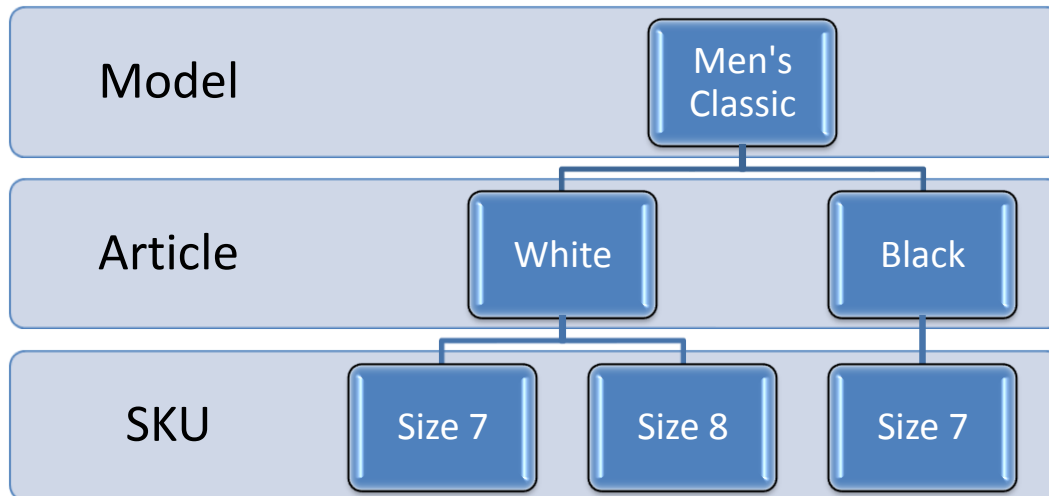 Model
Men's
Classic
Article
White
Black
SKU
Size 7
Size 8
Size 7